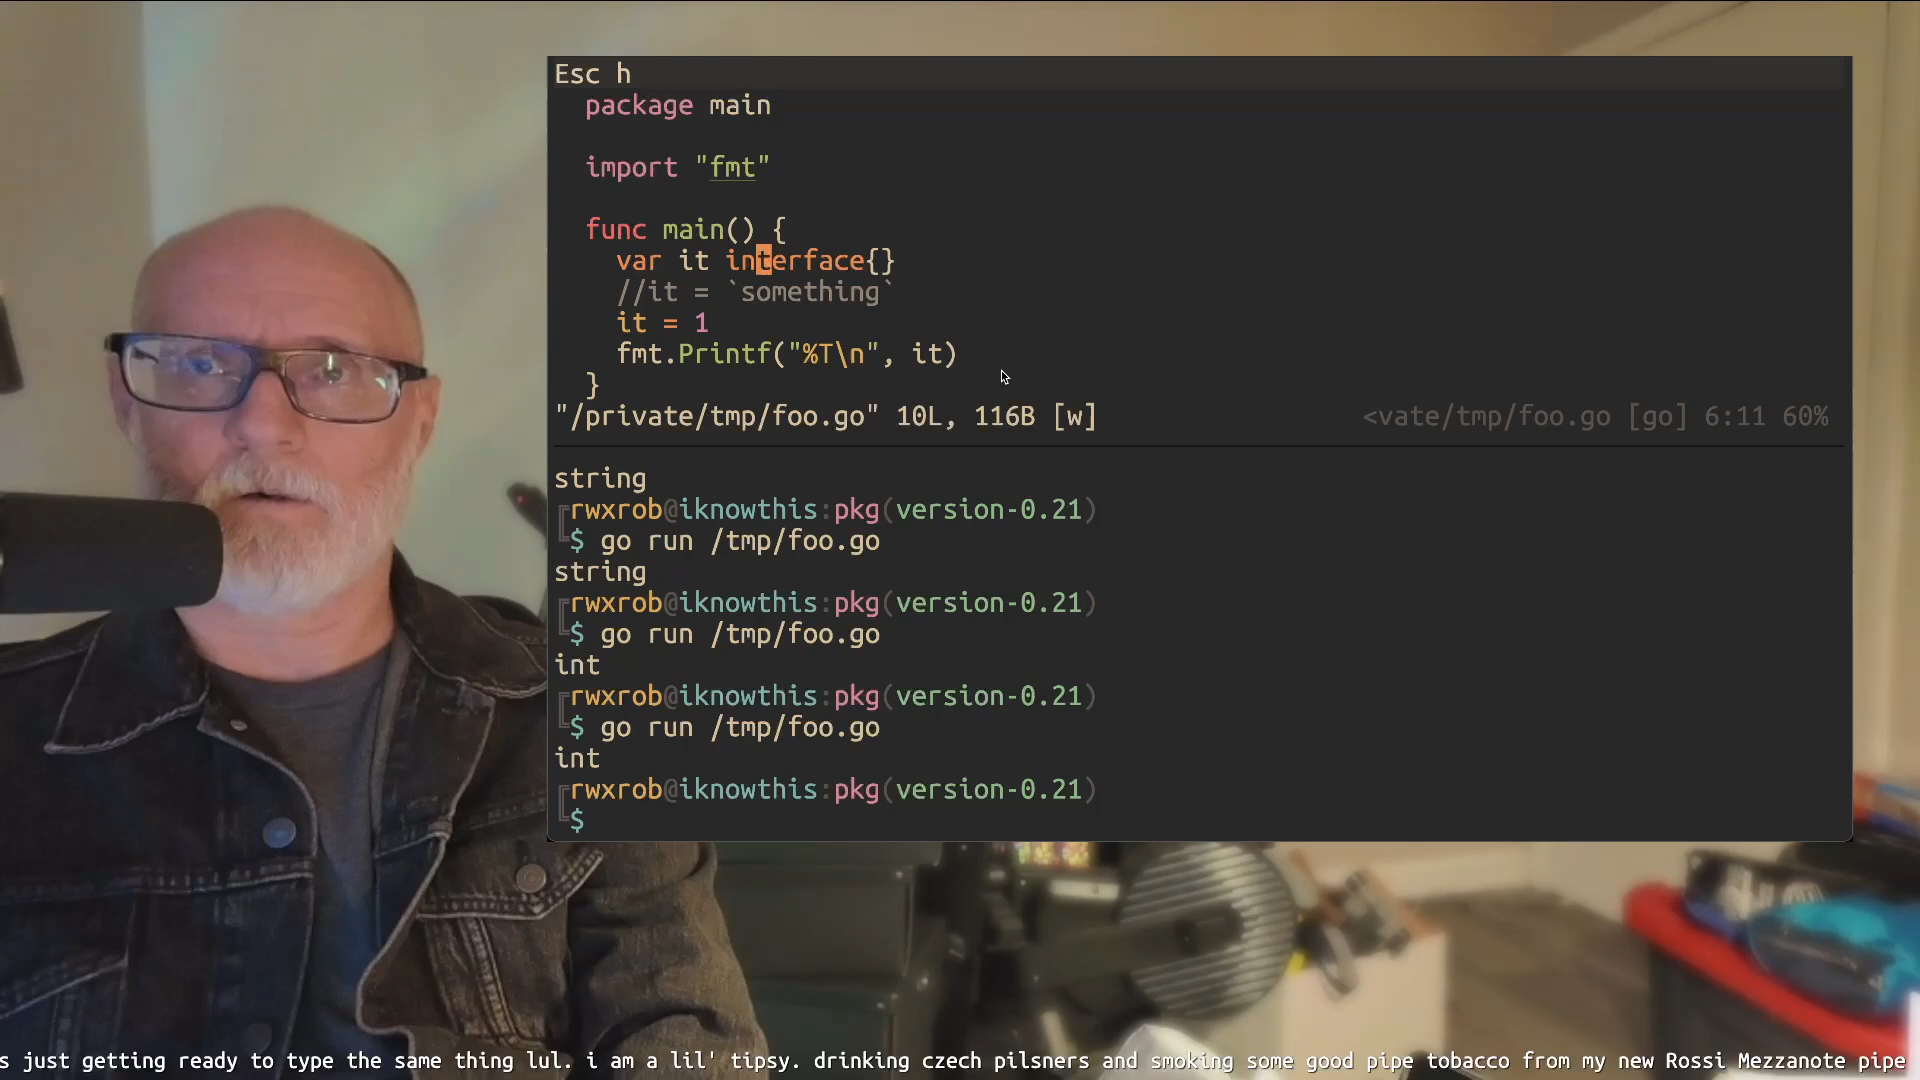 Esc h
package main
import "fmt"
func main() {
var it interface{}
//it = `something`
it = 1
fmt.Printf("%T\n", it)
}
"/private/tmp/foo.go" 10L, 116B [w]
<vate/tmp/foo.go [go] 6:11 60%
string
rwxrob@iknowthis:pkg(version-0.21)
$ go run /tmp/foo.go
string
rwxrob@iknowthis:pkg(version-0.21)
$ go run /tmp/foo.go
int
rwxrob@iknowthis:pkg(version-0.21)
$ go run /tmp/foo.go
int
rwxrob@iknowthis:pkg(version-0.21)
$
s just getting ready to type the same thing lul. i am a lil' tipsy. drinking czech pilsners and smoking some good pipe tobacco from my new Rossi Mezzanote pipe